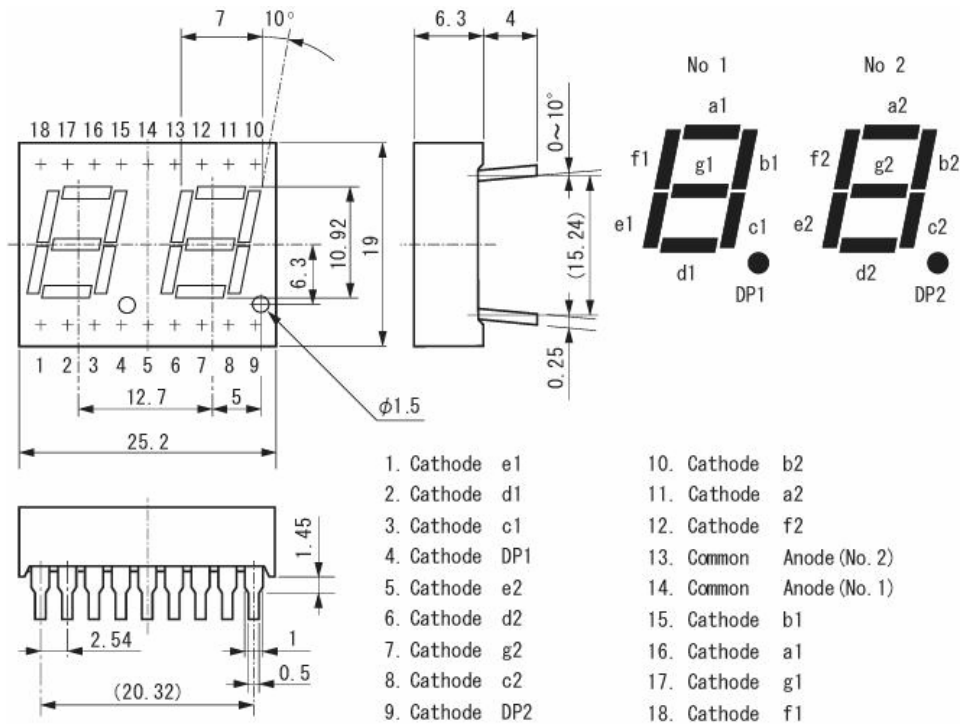 7 10°
6.3 4
No 1 No 2
18 17 16 15 14 13 12 11 10
a1 a2
0~10°
f1 g1 b1 f2 g2 b2
10.92
19
6.3
(15.24)
e1 c1 e2 c2
d1 d2
DP1 DP2
1 2 3 4 5 6 7 8 9
0.25
12.7 5
φ1.5
25.2
1. Cathode e1
2. Cathode d1
3. Cathode c1
4. Cathode DP1
5. Cathode e2
6. Cathode d2
7. Cathode g2
8. Cathode c2
9. Cathode DP2
10. Cathode b2
11. Cathode a2
12. Cathode f2
13. Common Anode(No.2)
14. Common Anode(No.1)
15. Cathode b1
16. Cathode a1
17. Cathode g1
18. Cathode f1
1.45
2.54 1
0.5
(20.32)